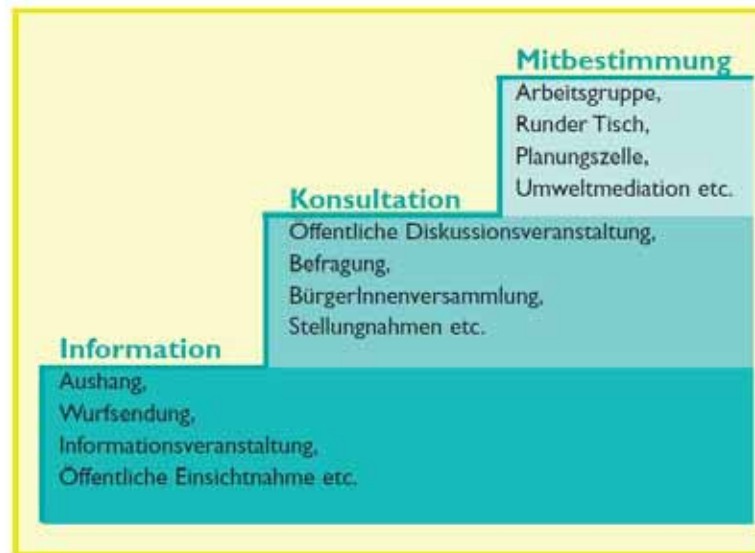 Mitbestimmung
Arbeitsgruppe,
Runder Tisch,
Planungszelle,
Umweltmediation etc.
Konsultation
Öffentliche Diskussionsveranstaltung,
Befragung,
BürgerInnenversammlung,
Stellungnahmen etc.
Information
Aushang,
Wurfsendung,
Informationsveranstaltung,
Öffentliche Einsichtnahme etc.